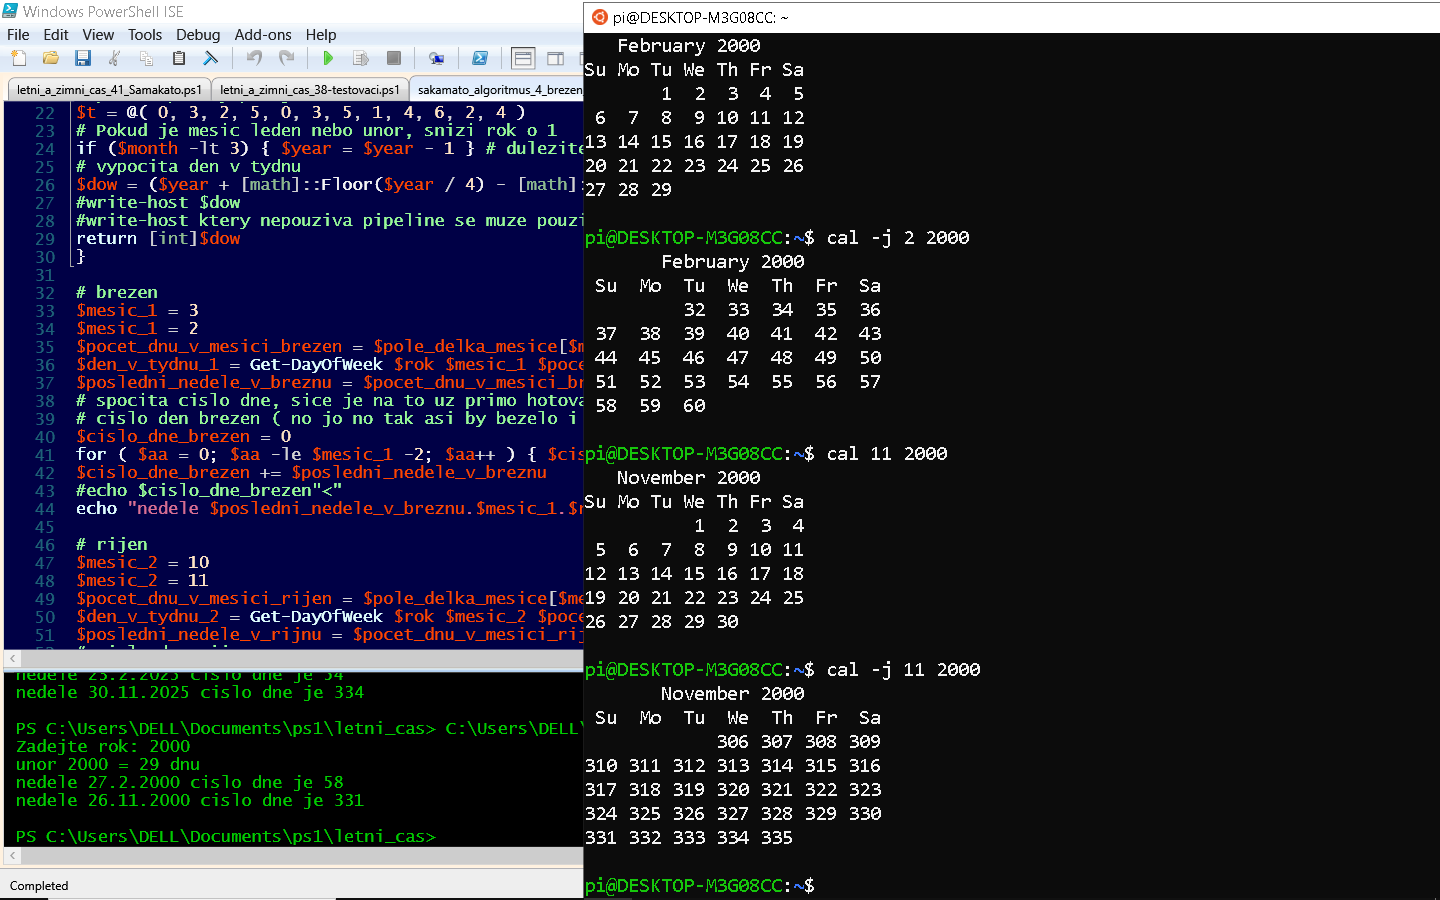 Windows PowerShell ISE
File Edit View Tools Debug Add-ons Help
letni_a_zimni_cas_41_Samakato.ps1 letni_a_zimni_cas_38-testovaci.ps1 sakamato_algoritmus_4_brezen_
22 $t = @( 0, 3, 2, 5, 0, 3, 5, 1, 4, 6, 2, 4 )
23 # Pokud je mesic leden nebo unor, snizi rok o 1
24 if ($month -lt 3) { $year = $year - 1 } # dulezite
25 # vypocita den v tydnu
26 $dow = ($year + [math]::Floor($year / 4) - [math]:
27 #write-host $dow
28 #write-host ktery nepouziva pipeline se muze pouzi
29 return [int]$dow
30 }
31
32 # brezen
33 $mesic_1 = 3
34 $mesic_1 = 2
35 $pocet_dnu_v_mesici_brezen = $pole_delka_mesice[$m
36 $den_v_tydnu_1 = Get-DayOfWeek $rok $mesic_1 $poce
37 $posledni_nedele_v_breznu = $pocet_dnu_v_mesici_br
38 # spocita cislo dne, sice je na to uz primo hotova
39 # cislo den brezen ( no jo no tak asi by bezelo i
40 $cislo_dne_brezen = 0
41 for ( $aa = 0; $aa -le $mesic_1 -2; $aa++ ) { $cis
42 $cislo_dne_brezen += $posledni_nedele_v_breznu
43 #echo $cislo_dne_brezen"<"
44 echo "nedele $posledni_nedele_v_breznu.$mesic_1.$r
45
46 # rijen
47 $mesic_2 = 10
48 $mesic_2 = 11
49 $pocet_dnu_v_mesici_rijen = $pole_delka_mesice[$me
50 $den_v_tydnu_2 = Get-DayOfWeek $rok $mesic_2 $poce
51 $posledni_nedele_v_rijnu = $pocet_dnu_v_mesici_rij
nedele 23.2.2025 cislo dne je 54
nedele 30.11.2025 cislo dne je 334
PS C:\Users\DELL\Documents\ps1\letni_cas> C:\Users\DELL\
Zadejte rok: 2000
unor 2000 = 29 dnu
nedele 27.2.2000 cislo dne je 58
nedele 26.11.2000 cislo dne je 331
PS C:\Users\DELL\Documents\ps1\letni_cas>
Completed
pi@DESKTOP-M3G08CC: ~
February 2000
Su Mo Tu We Th Fr Sa
1 2 3 4 5
6 7 8 9 10 11 12
13 14 15 16 17 18 19
20 21 22 23 24 25 26
27 28 29
pi@DESKTOP-M3G08CC:~$ cal -j 2 2000
February 2000
Su Mo Tu We Th Fr Sa
32 33 34 35 36
37 38 39 40 41 42 43
44 45 46 47 48 49 50
51 52 53 54 55 56 57
58 59 60
pi@DESKTOP-M3G08CC:~$ cal 11 2000
November 2000
Su Mo Tu We Th Fr Sa
1 2 3 4
5 6 7 8 9 10 11
12 13 14 15 16 17 18
19 20 21 22 23 24 25
26 27 28 29 30
pi@DESKTOP-M3G08CC:~$ cal -j 11 2000
November 2000
Su Mo Tu We Th Fr Sa
306 307 308 309
310 311 312 313 314 315 316
317 318 319 320 321 322 323
324 325 326 327 328 329 330
331 332 333 334 335
pi@DESKTOP-M3G08CC:~$